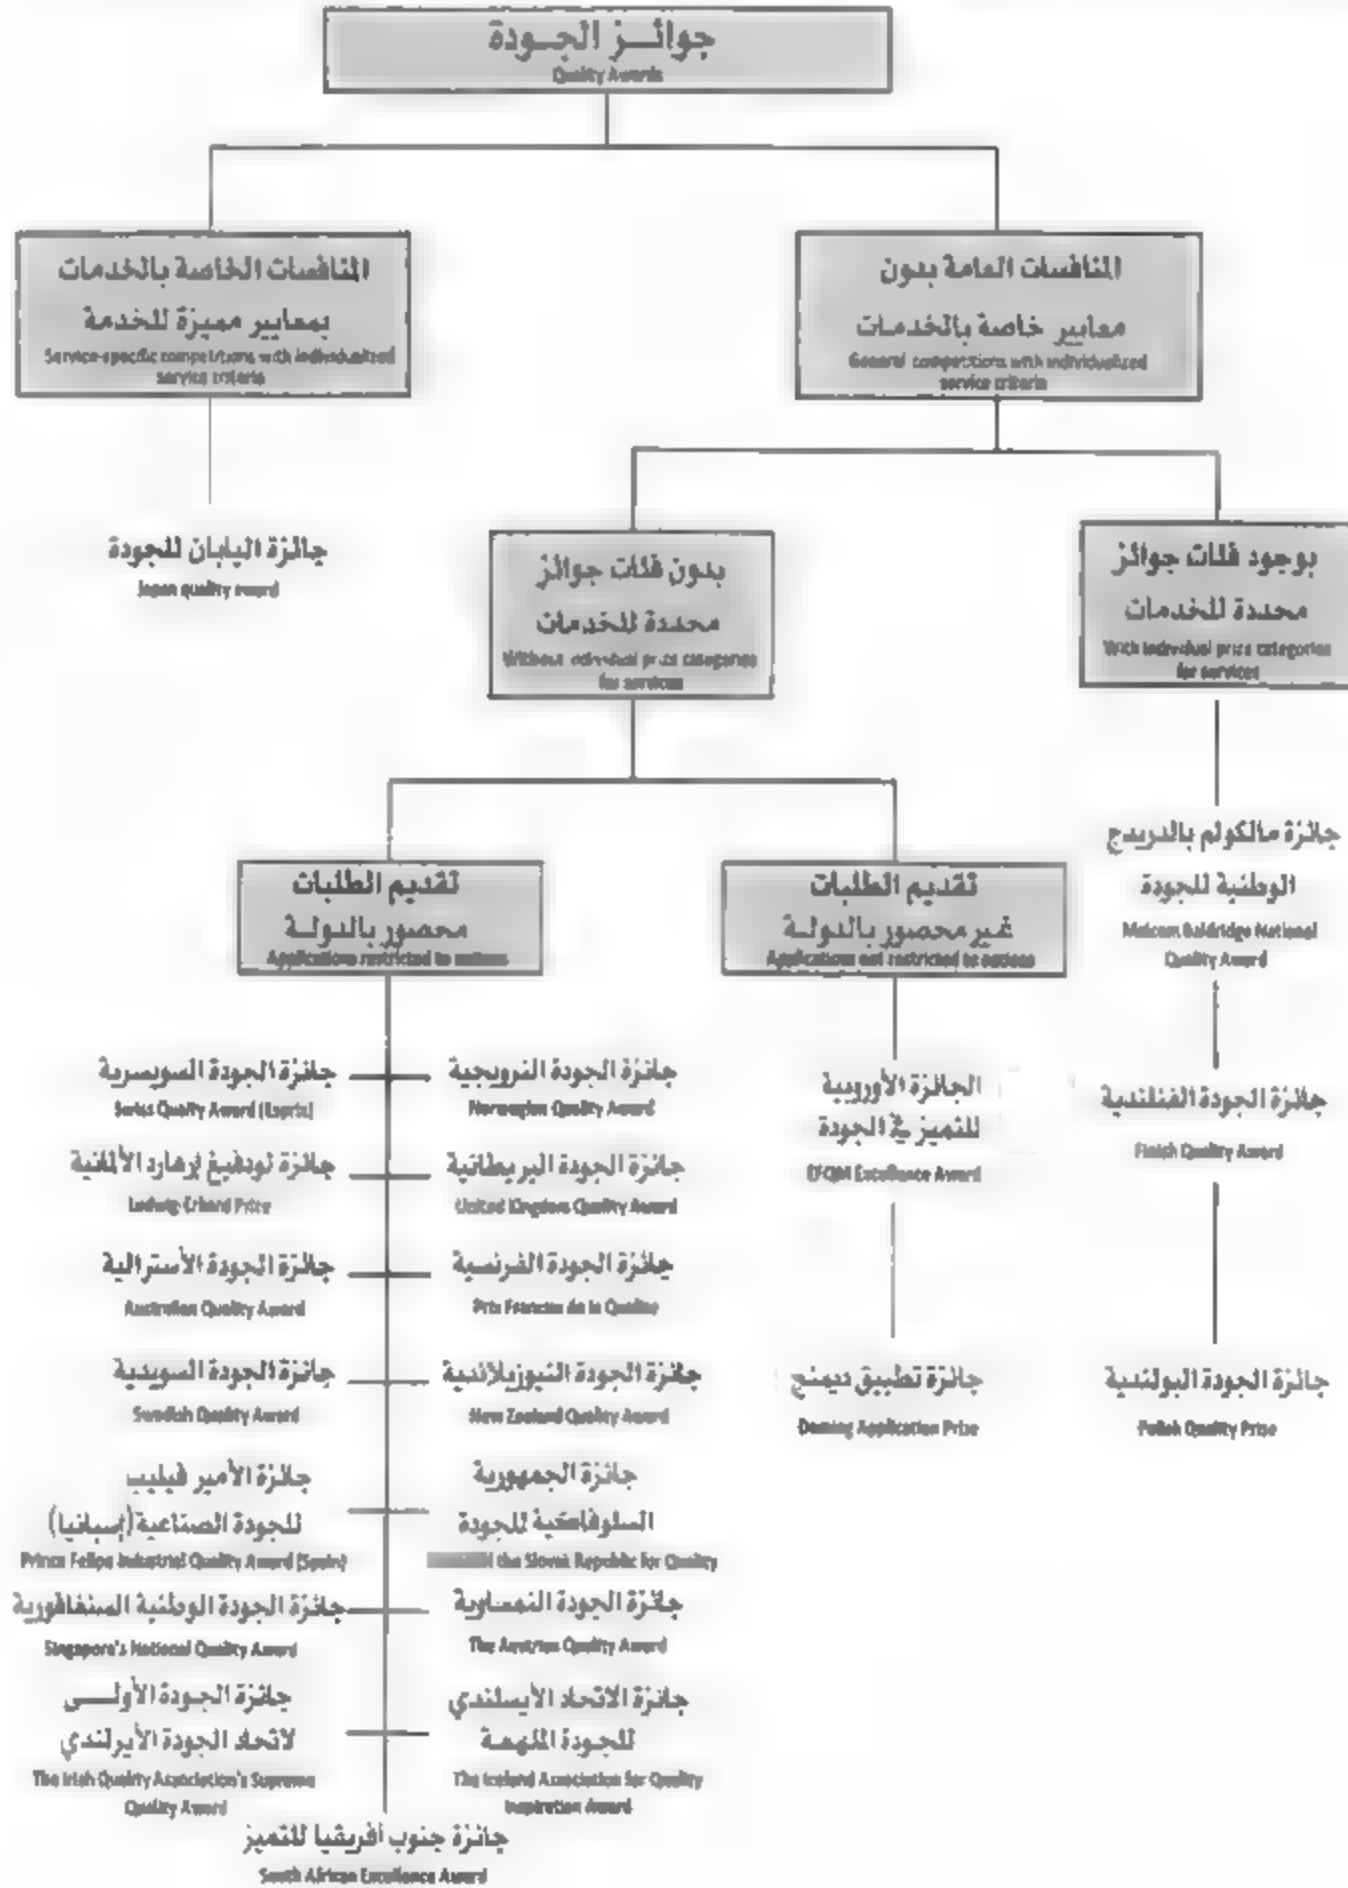 جوائــز الجــودة
Quality Awards
المنافسات الخاصة بالخدمات
بمعايير مميزة للخدمة
Service-specific competitions with individualized
service criteria
المنافسات العامة بدون
معايير خاصة بالخدمات
General competitions with individualized
service criteria
جائزة اليابان للجودة
Japan quality award
بدون فئات جوائز
محددة للخدمات
Without individual price categories
for services
بوجود فئات جوائز
محددة للخدمات
With individual price categories
for services
تقديم الطلبات
محصور بالدولــة
Applications restricted to nations
تقديم الطلبات
غير محصور بالدولــة
Applications not restricted to nations
جائزة مالكولم بالدريدج
الوطنية للجودة
Malcom Baldridge National
Quality Award
جائزة الجودة السويسرية
Swiss Quality Award (Esprix)
جائزة الجودة النرويجية
Norwegian Quality Award
الجائزة الأوروبية
للتميز في الجودة
EFQM Excellence Award
جائزة الجودة الفنلندية
Finish Quality Award
جائزة لودفيغ إرهارد الألمانية
Ludwig Erhard Prize
جائزة الجودة البريطانية
United Kingdom Quality Award
جائزة الجودة الأسترالية
Australian Quality Award
جائزة الجودة الفرنسية
Prix Francais de la Qualite
جائزة الجودة السويدية
Swedish Quality Award
جائزة الجودة النيوزيلاندية
New Zealand Quality Award
جائزة تطبيق ديمنج
Deming Application Prize
جائزة الجودة البولندية
Polish Quality Prize
جائزة الأمير فيليب
للجودة الصناعية (إسبانيا)
Prince Felipe Industrial Quality Award (Spain)
جائزة الجمهورية
السلوفاكية للجودة
the Slovak Republic for Quality
جائزة الجودة الوطنية السنغافورية
Singapore's National Quality Award
جائزة الجودة النمساوية
The Austrian Quality Award
جائزة الجودة الأولــــى
لاتحاد الجودة الأيرلندي
The Irish Quality Association's Supreme
Quality Award
جائزة الاتحاد الأيسلندي
للجودة الملهمة
The Iceland Association for Quality
Inspiration Award
جائزة جنوب أفريقيا للتميز
South African Excellence Award